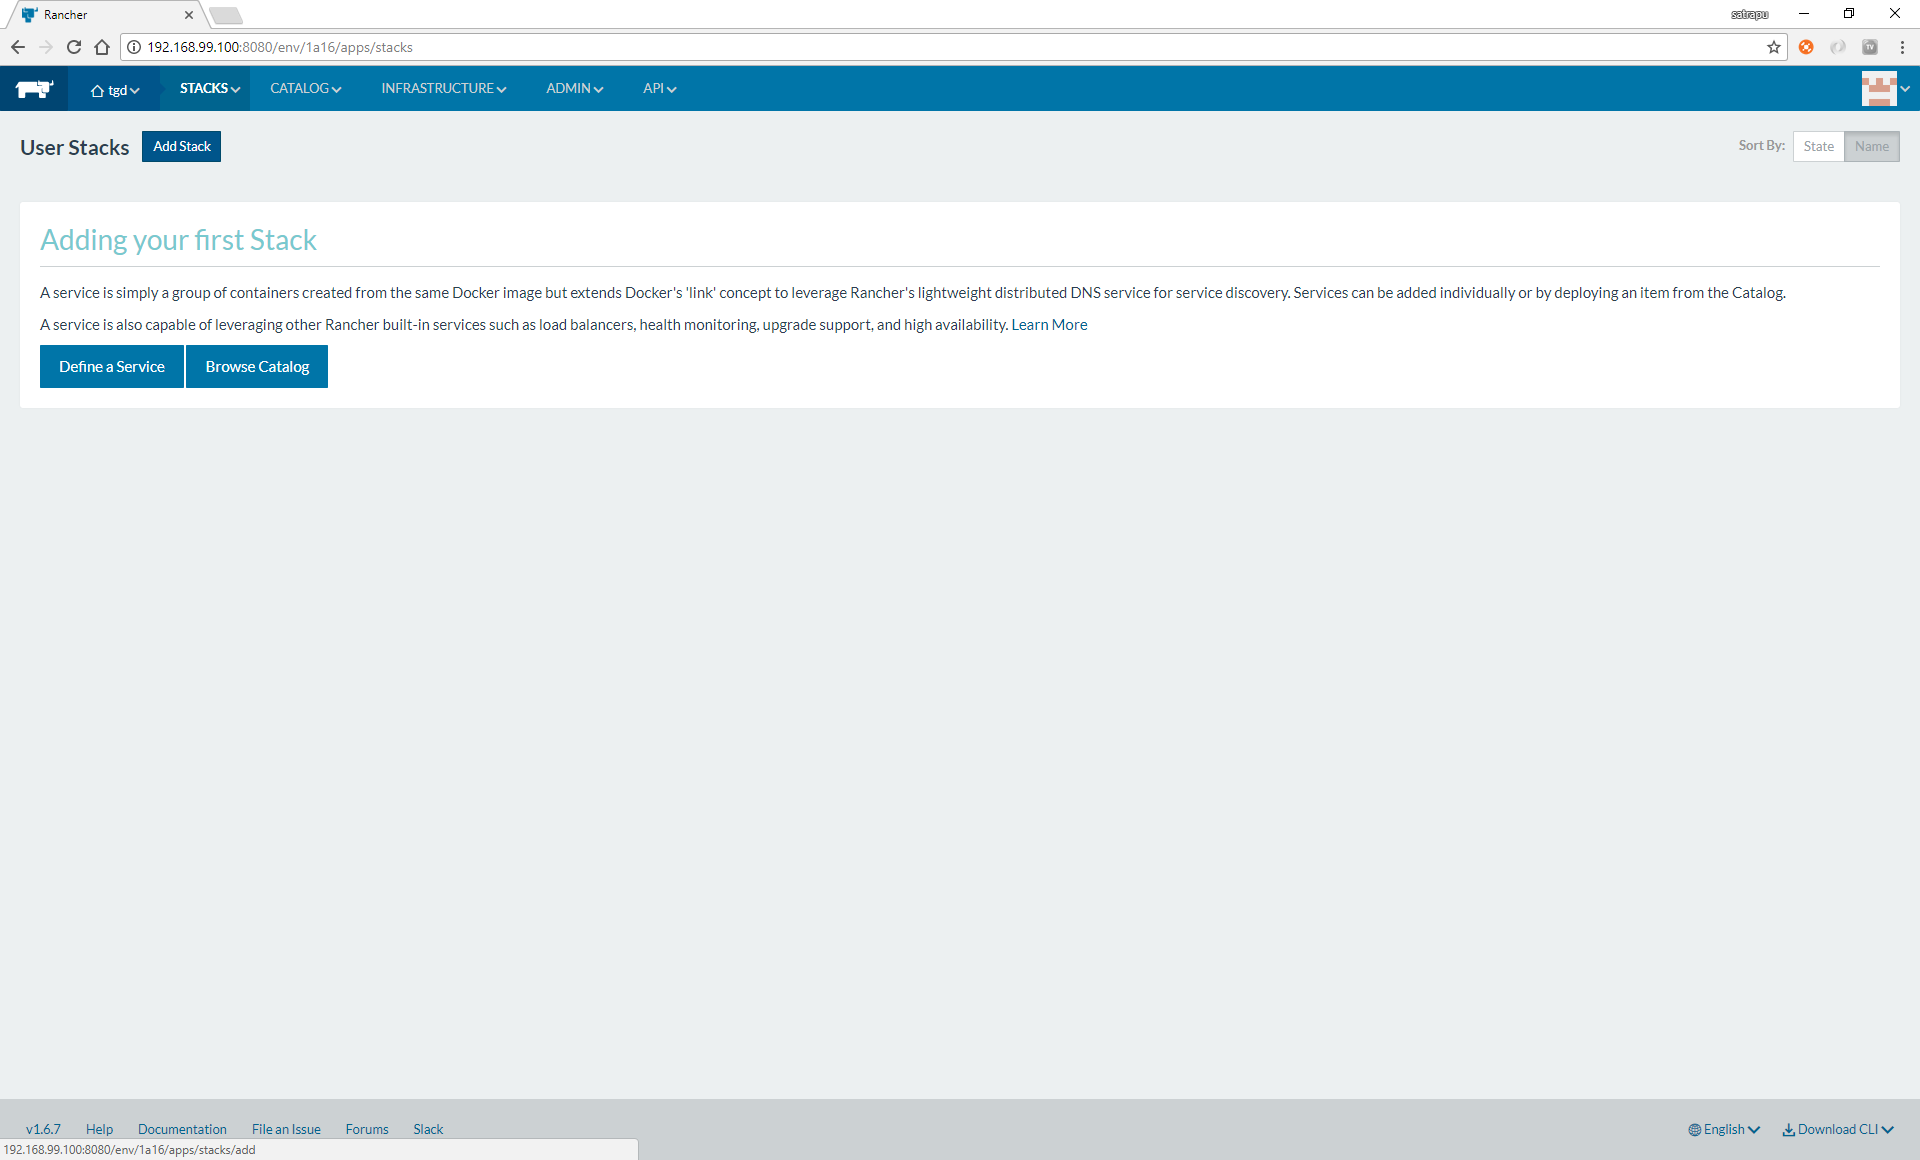 Rancher
satrapu
192.168.99.100:8080/env/1a16/apps/stacks
tgd STACKS CATALOG INFRASTRUCTURE ADMIN API
User Stacks Add Stack Sort By: State Name
Adding your first Stack
A service is simply a group of containers created from the same Docker image but extends Docker's 'link' concept to leverage Rancher's lightweight distributed DNS service for service discovery. Services can be added individually or by deploying an item from the Catalog.
A service is also capable of leveraging other Rancher built-in services such as load balancers, health monitoring, upgrade support, and high availability. Learn More
Define a Service Browse Catalog
v1.6.7 Help Documentation File an Issue Forums Slack English Download CLI
192.168.99.100:8080/env/1a16/apps/stacks/add